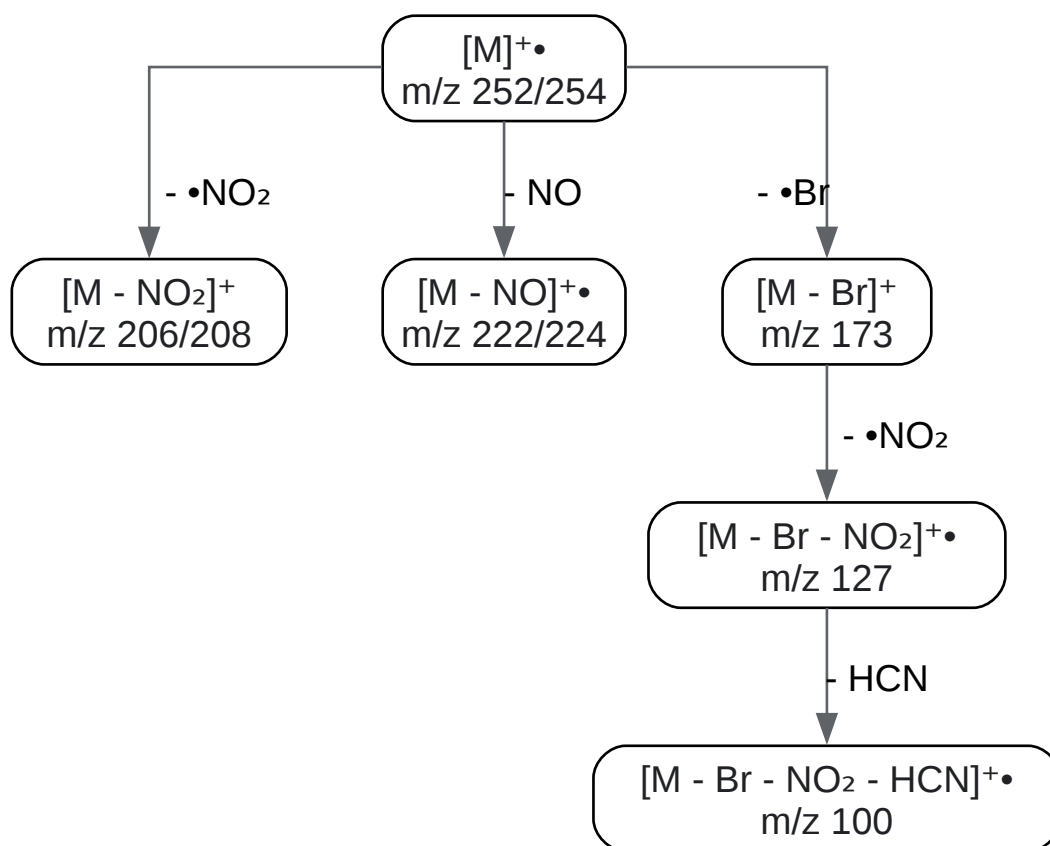 [M]⁺•
m/z 252/254
- •NO₂
- NO
- •Br
[M - NO₂]⁺
m/z 206/208
[M - NO]⁺•
m/z 222/224
[M - Br]⁺
m/z 173
- •NO₂
[M - Br - NO₂]⁺•
m/z 127
- HCN
[M - Br - NO₂ - HCN]⁺•
m/z 100